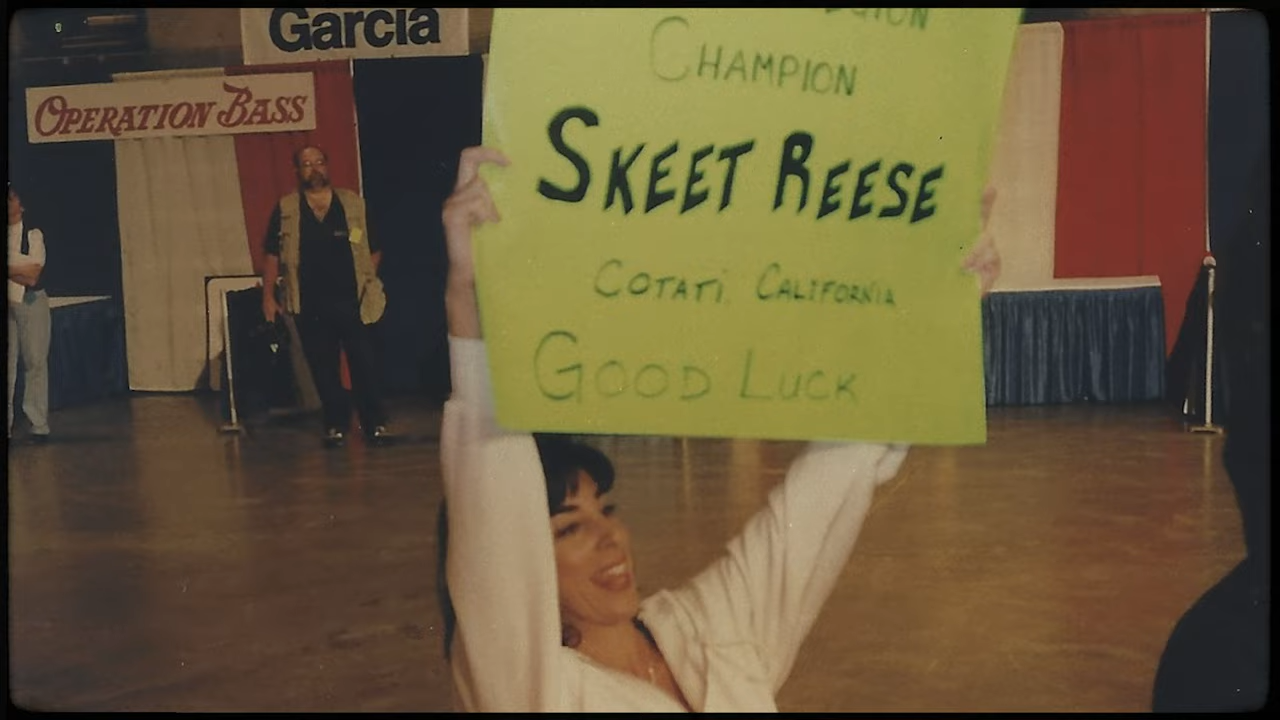 Garcia
OPERATION BASS
CHAMPION
SKEET REESE
COTATI CALIFORNIA
GOOD LUCK